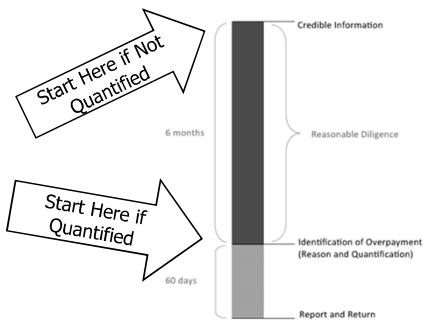 Credible Information
Start Here if Not
Quantified
6 months
Reasonable Diligence
Start Here if
Quantified
Identification of Overpayment
(Reason and Quantification)
60 days
Report and Return